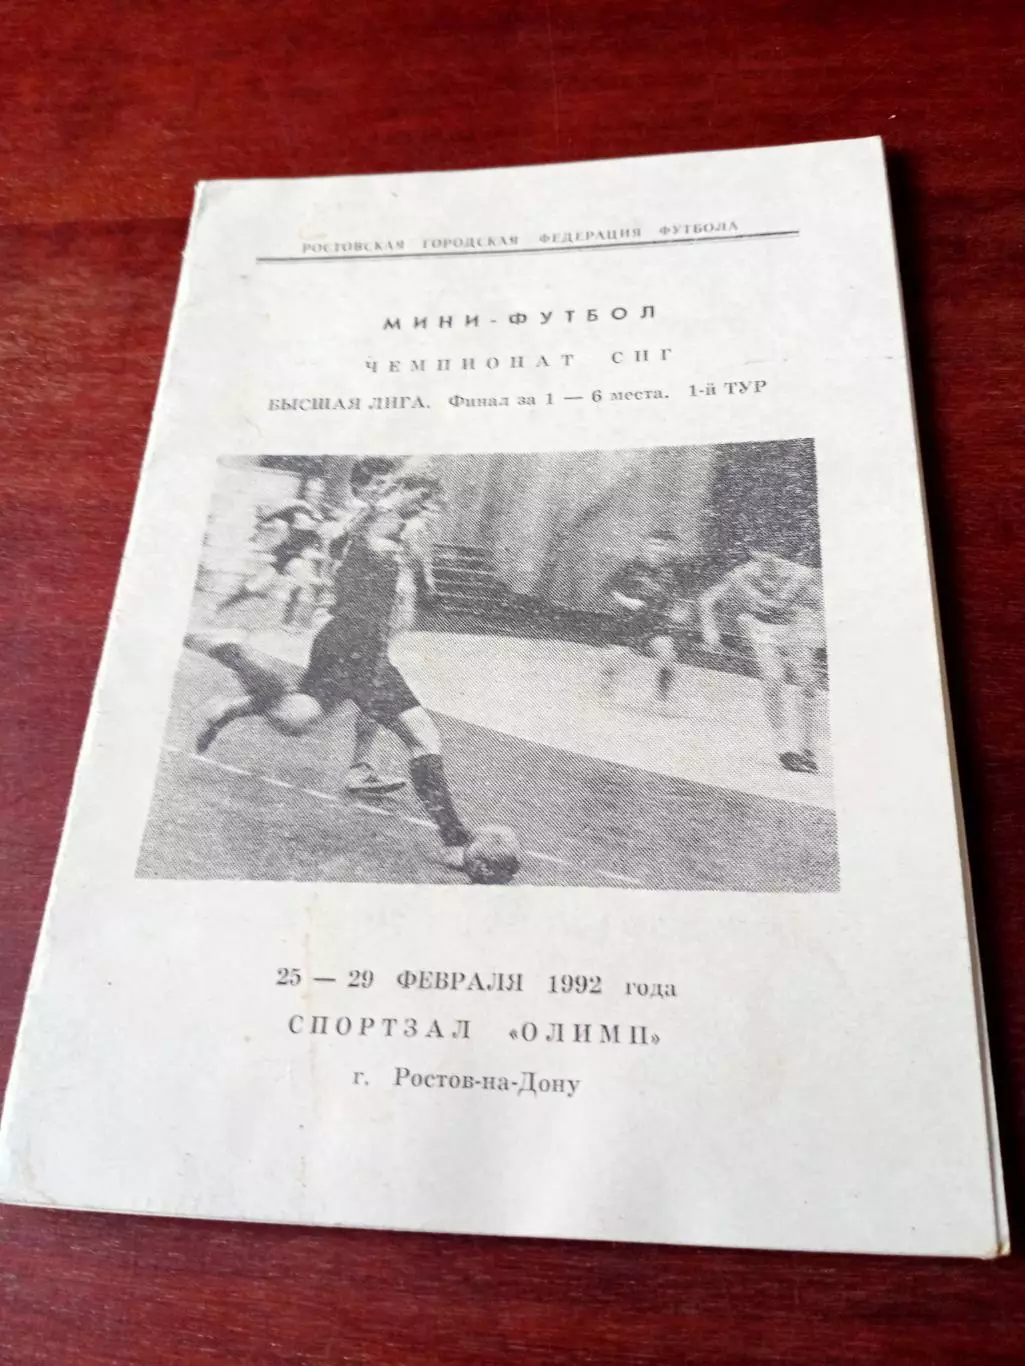 РОСТОВСКАЯ ГОРОДСКАЯ ФЕДЕРАЦИЯ ФУТБОЛА
МИНИ-ФУТБОЛ
ЧЕМПИОНАТ СНГ
ВЫСШАЯ ЛИГА. Финал за 1 — 6 места. 1-й ТУР
25 — 29 ФЕВРАЛЯ 1992 года
СПОРТЗАЛ «ОЛИМП»
г. Ростов-на-Дону